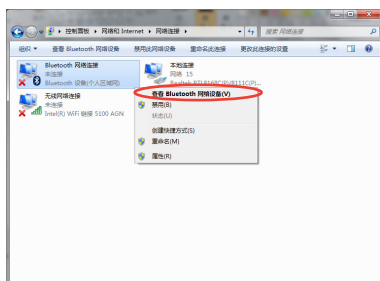 控制面板 ▸ 网络和 Internet ▸ 网络连接 ▸
搜索 网络连接
组织 ▼ 查看 Bluetooth 网络设备 禁用此网络设备 重命名此连接 更改此连接的设置
Bluetooth 网络连接
未连接
Bluetooth 设备(个人区域网)
本地连接
网络 15
Realtek RTL8168C(P)/8111C(P)...
无线网络连接
未连接
Intel(R) WiFi 链接 5100 AGN
查看 Bluetooth 网络设备(V)
禁用(B)
状态(U)
创建快捷方式(S)
重命名(M)
属性(R)